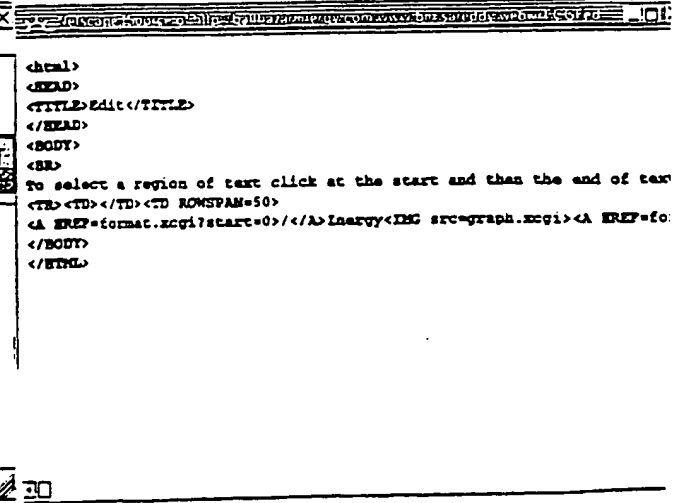 <html>
<HEAD>
<TITLE>Edit</TITLE>
</HEAD>
<BODY>
<BR>
To select a region of text click at the start and then the end of tex
<TR><TD></TD><TD ROWSPAN=50>
<A HREF=format.xcgi?start=0>/</A>Energy<IMG src=graph.xcgi><A HREF=fo
</BODY>
</HTML>